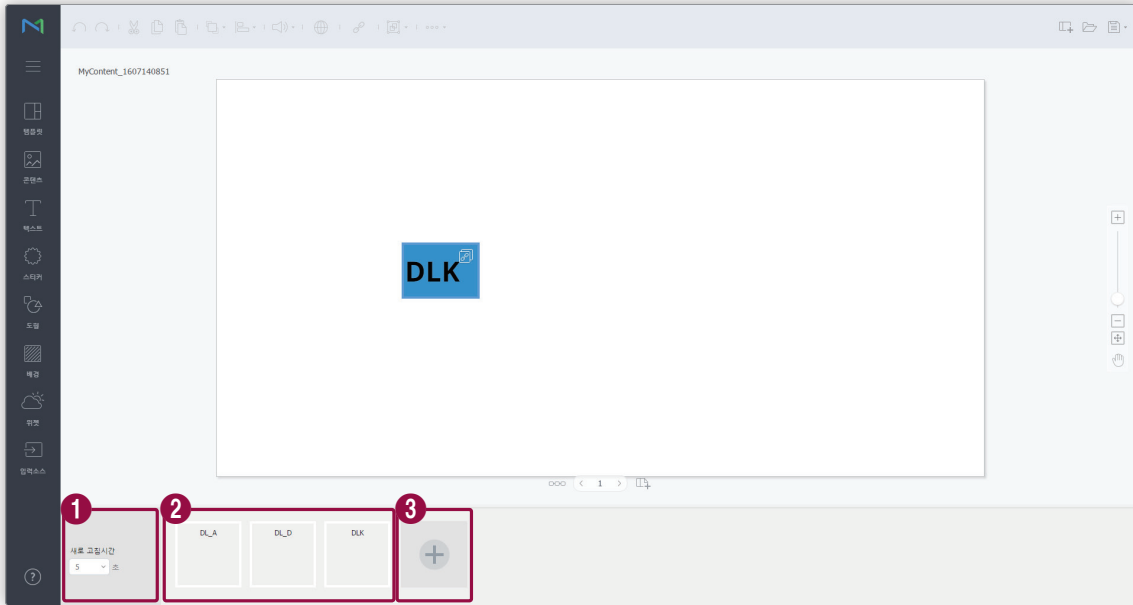 MyContent_1607140851
템플릿
콘텐츠
텍스트
스티커
도형
배경
위젯
입력소스
DLK
1
1
2
3
DL_A
DL_D
DLK
새로 고침시간
5 초